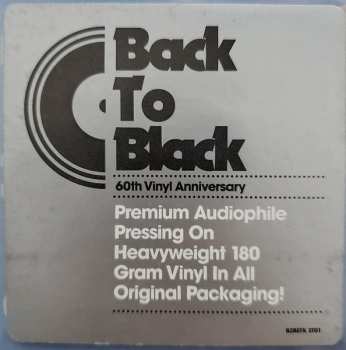 Back
To
Black
60th Vinyl Anniversary
Premium Audiophile
Pressing On
Heavyweight 180
Gram Vinyl In All
Original Packaging!